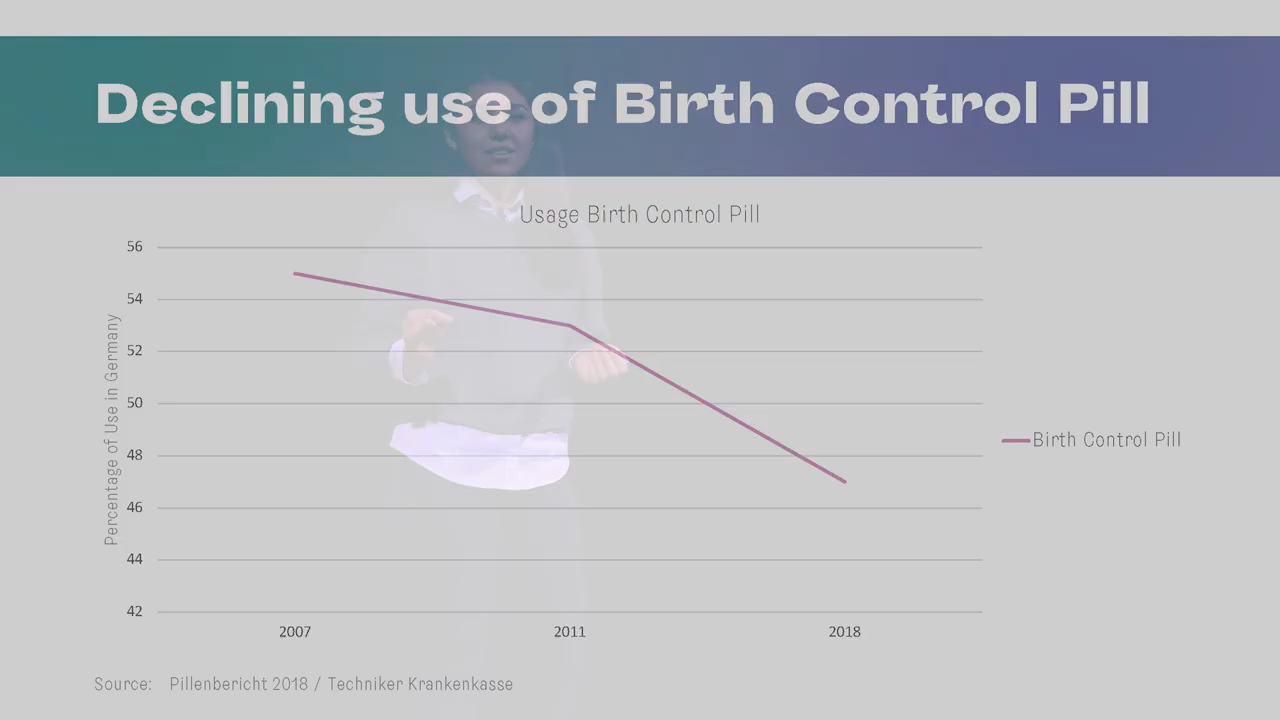 Declining use of Birth Control Pill
Usage Birth Control Pill
56
54
52
50
48
46
44
42
Percentage of Use in Germany
2007
2011
2018
Birth Control Pill
Source: Pillenbericht 2018 / Techniker Krankenkasse